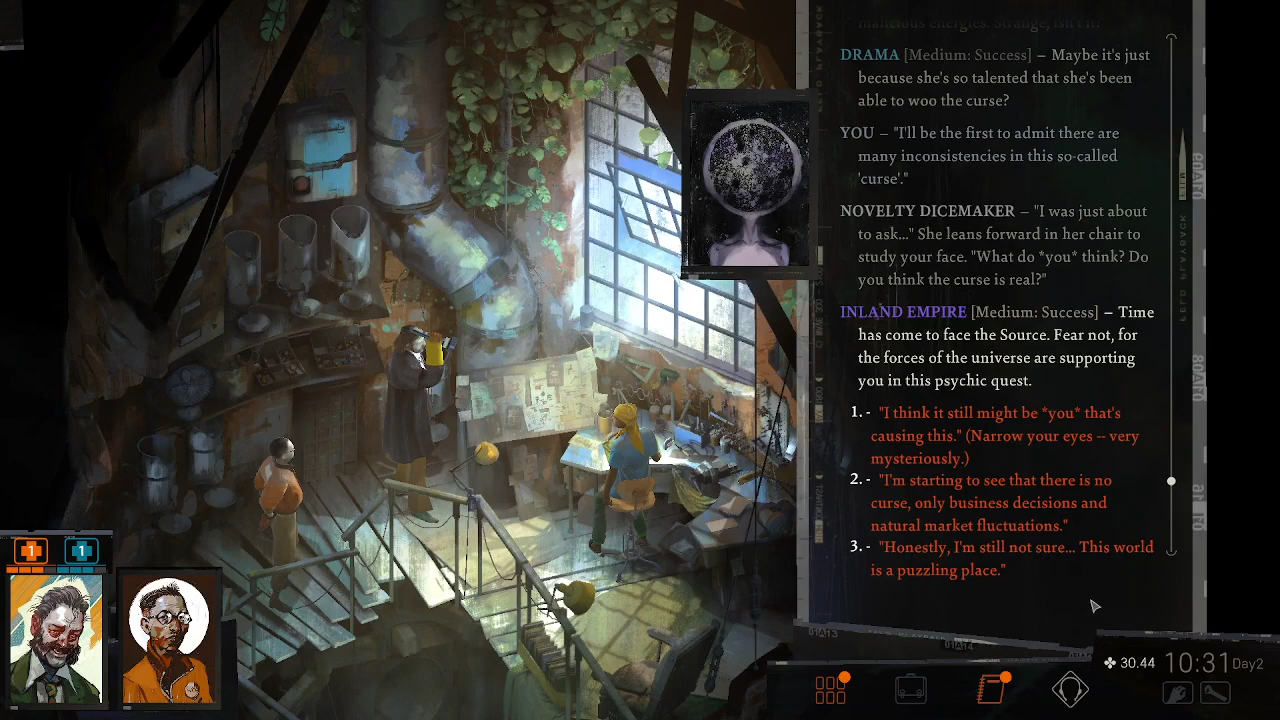 malicious energies. Strange, isn't it?
DRAMA [Medium: Success] – Maybe it's just
because she's so talented that she's been
able to woo the curse?
YOU – "I'll be the first to admit there are
many inconsistencies in this so-called
'curse'."
NOVELTY DICEMAKER – "I was just about
to ask..." She leans forward in her chair to
study your face. "What do *you* think? Do
you think the curse is real?"
INLAND EMPIRE [Medium: Success] – Time
has come to face the Source. Fear not, for
the forces of the universe are supporting
you in this psychic quest.
1. - "I think it still might be *you* that's
causing this." (Narrow your eyes -- very
mysteriously.)
2. - "I'm starting to see that there is no
curse, only business decisions and
natural market fluctuations."
3. - "Honestly, I'm still not sure... This world
is a puzzling place."
1
1
30.44
10:31 Day2